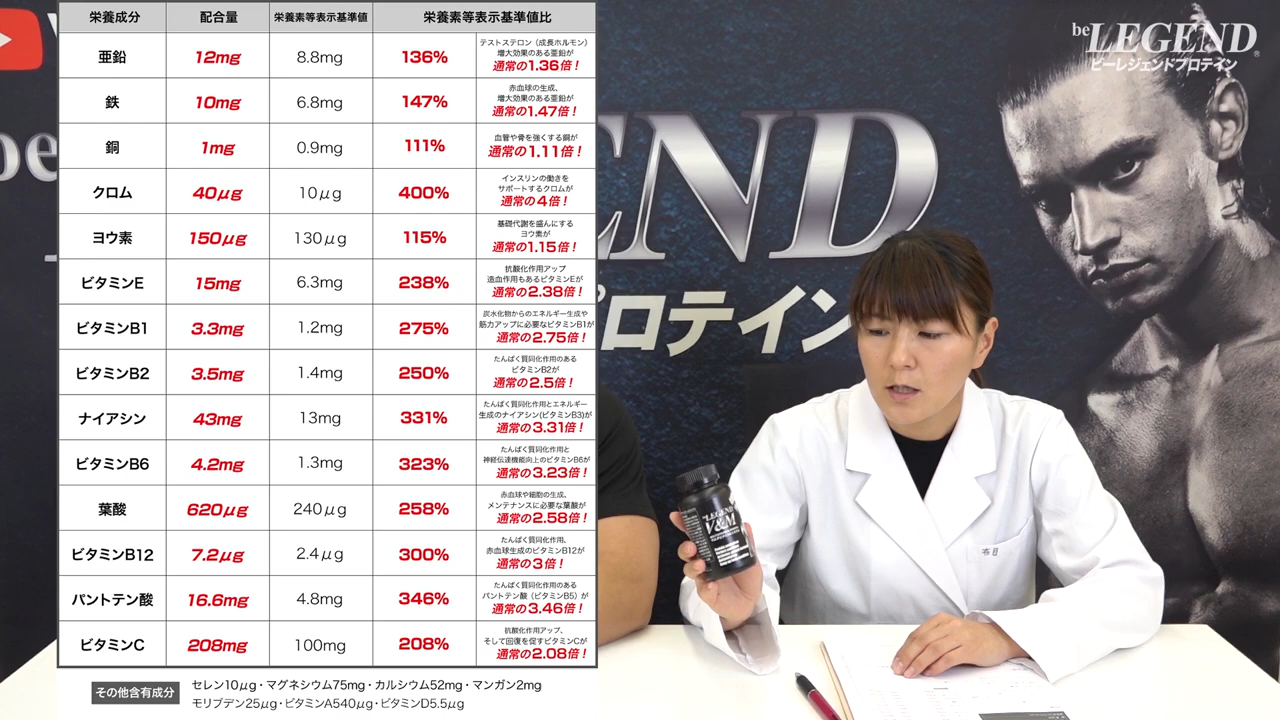 栄養成分 配合量 栄養素等表示基準値 栄養素等表示基準値比
亜鉛 12mg 8.8mg 136% テストステロン（成長ホルモン）
増大効果のある亜鉛が
通常の1.36倍！
鉄 10mg 6.8mg 147% 赤血球の生成、
増大効果のある亜鉛が
通常の1.47倍！
銅 1mg 0.9mg 111% 血管や骨を強くする銅が
通常の1.11倍！
クロム 40μg 10μg 400% インスリンの働きを
サポートするクロムが
通常の4倍！
ヨウ素 150μg 130μg 115% 基礎代謝を盛んにする
ヨウ素が
通常の1.15倍！
ビタミンE 15mg 6.3mg 238% 抗酸化作用アップ
造血作用もあるビタミンEが
通常の2.38倍！
ビタミンB1 3.3mg 1.2mg 275% 炭水化物からのエネルギー生成や
筋力アップに必要なビタミンB1が
通常の2.75倍！
ビタミンB2 3.5mg 1.4mg 250% たんぱく質同化作用のある
ビタミンB2が
通常の2.5倍！
ナイアシン 43mg 13mg 331% たんぱく質同化作用とエネルギー
生成のナイアシン(ビタミンB3)が
通常の3.31倍！
ビタミンB6 4.2mg 1.3mg 323% たんぱく質同化作用と
神経伝達機能向上のビタミンB6が
通常の3.23倍！
葉酸 620μg 240μg 258% 赤血球や細胞の生成、
メンテナンスに必要な葉酸が
通常の2.58倍！
ビタミンB12 7.2μg 2.4μg 300% たんぱく質同化作用、
赤血球生成のビタミンB12が
通常の3倍！
パントテン酸 16.6mg 4.8mg 346% たんぱく質同化作用のある
パントテン酸（ビタミンB5）が
通常の3.46倍！
ビタミンC 208mg 100mg 208% 抗酸化作用アップ、
そして回復を促すビタミンCが
通常の2.08倍！
その他含有成分 セレン10μg・マグネシウム75mg・カルシウム52mg・マンガン2mg
モリブデン25μg・ビタミンA540μg・ビタミンD5.5μg
be LEGEND
ビーレジェンドプロテイン
be
END
プロテイン
be LEGEND
V&M
布目